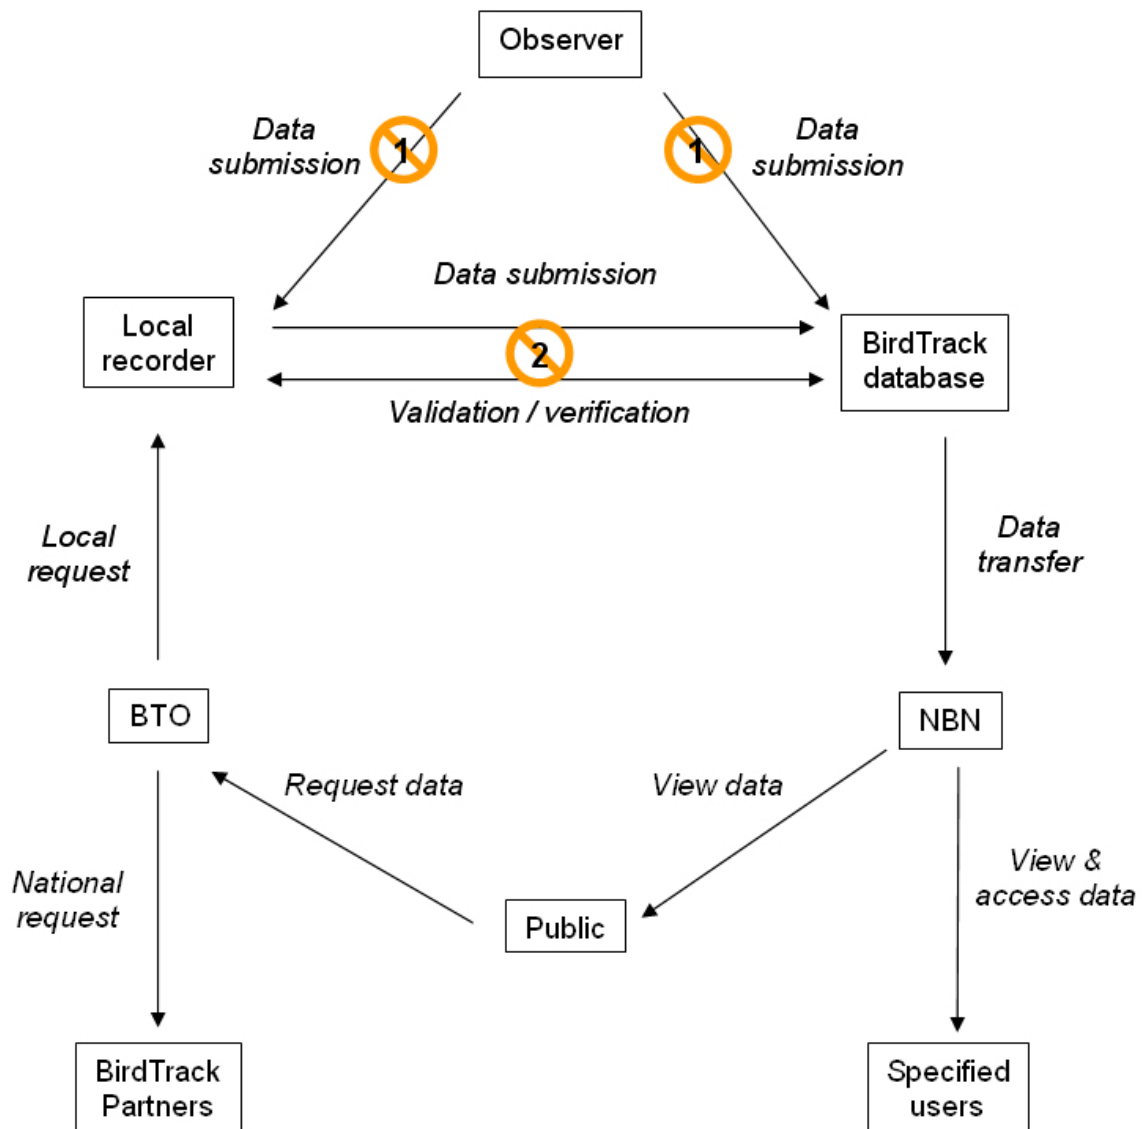 Observer
Data
submission
1
1
Data
submission
Data submission
Local
recorder
2
BirdTrack
database
Validation / verification
Local
request
Data
transfer
BTO
NBN
Request data
View data
National
request
View &
access data
Public
BirdTrack
Partners
Specified
users